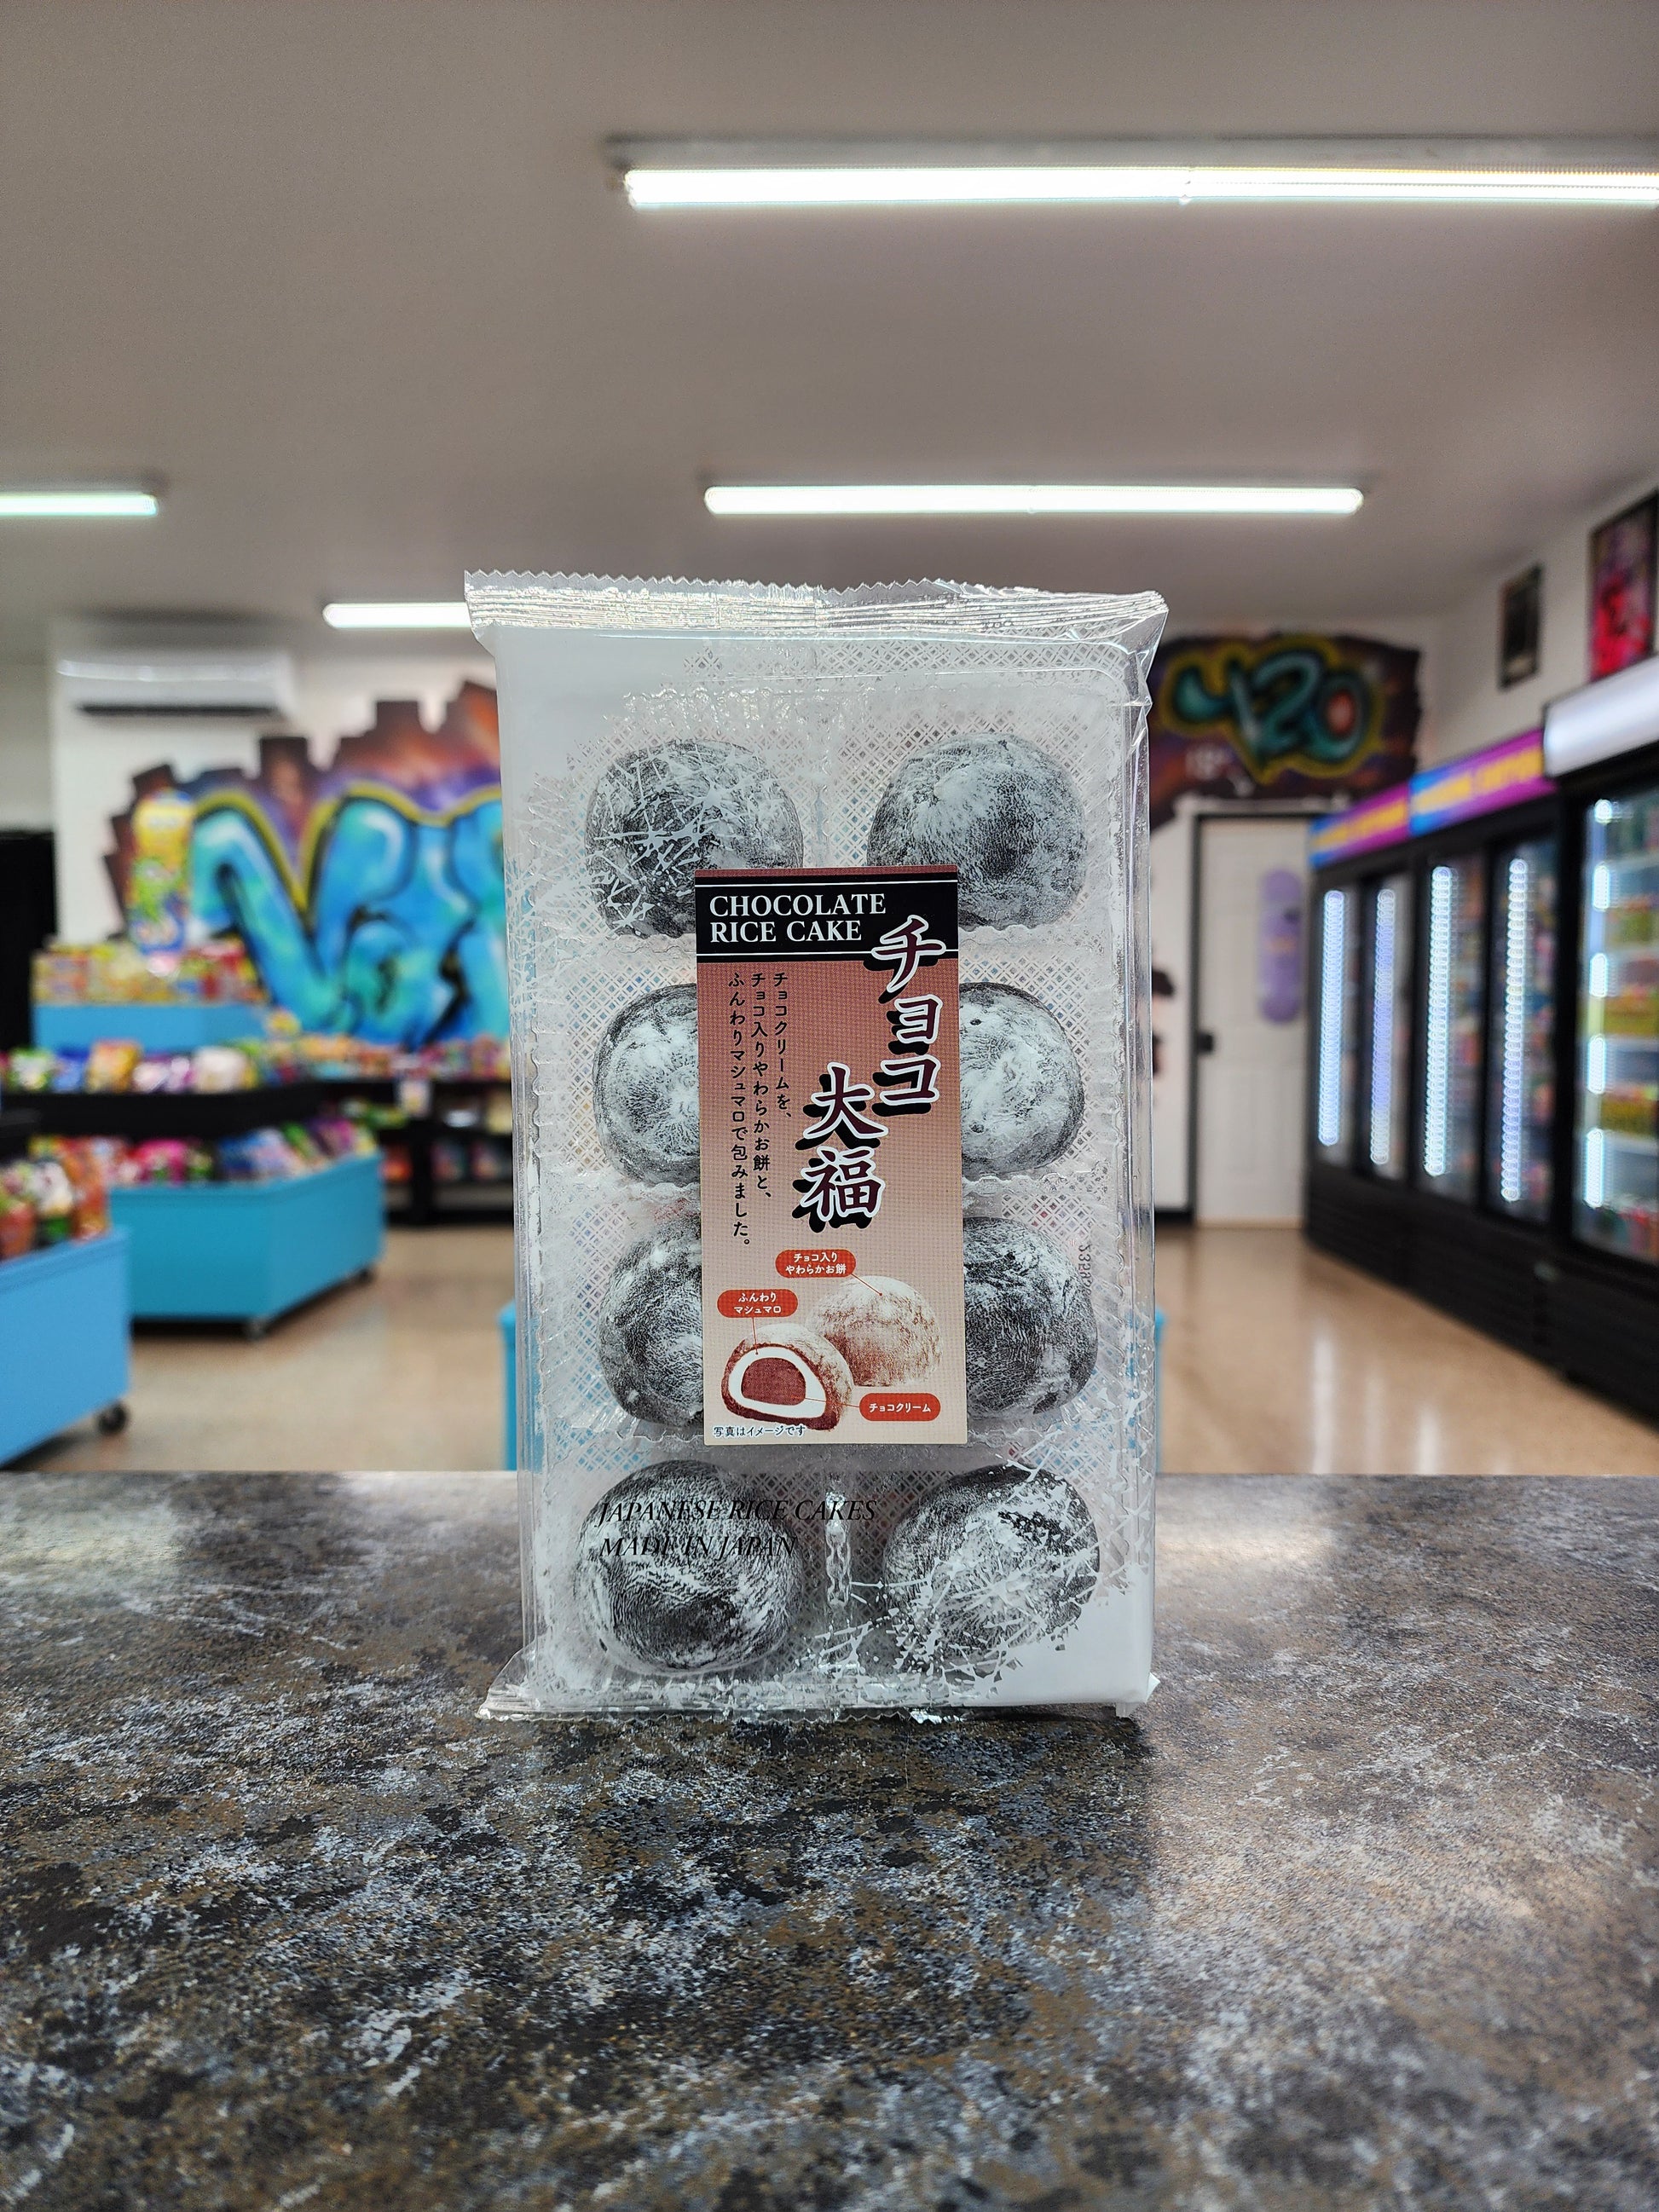 420
CHOCOLATE
RICE CAKE
チョコ
大福
チョコクリームを、
チョコ入りやわらかお餅と、
ふんわりマシュマロで包みました。
チョコ入り
やわらかお餅
ふんわり
マシュマロ
チョコクリーム
写真はイメージです
JAPANESE RICE CAKES
MADE IN JAPAN